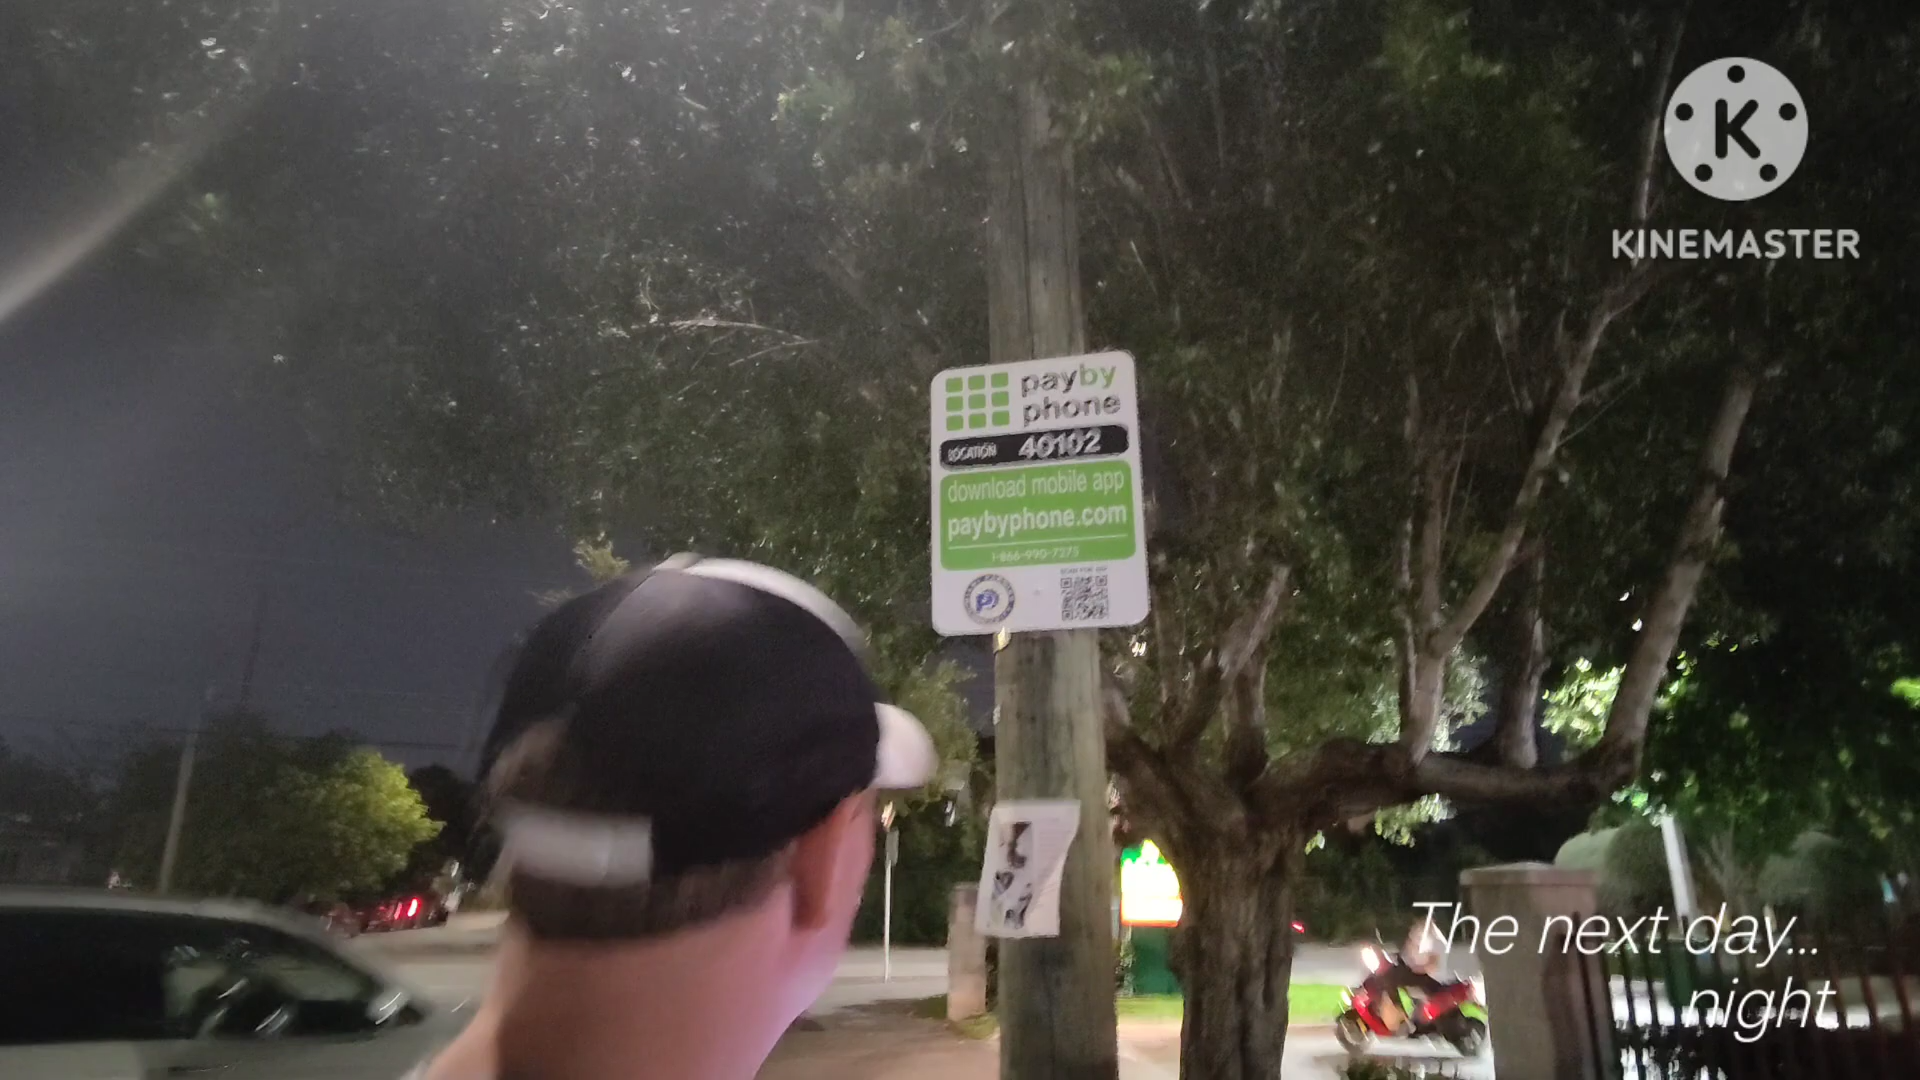 KINEMASTER
payby
phone
LOCATION 40102
download mobile app
paybyphone.com
1-866-990-7275
The next day...
night